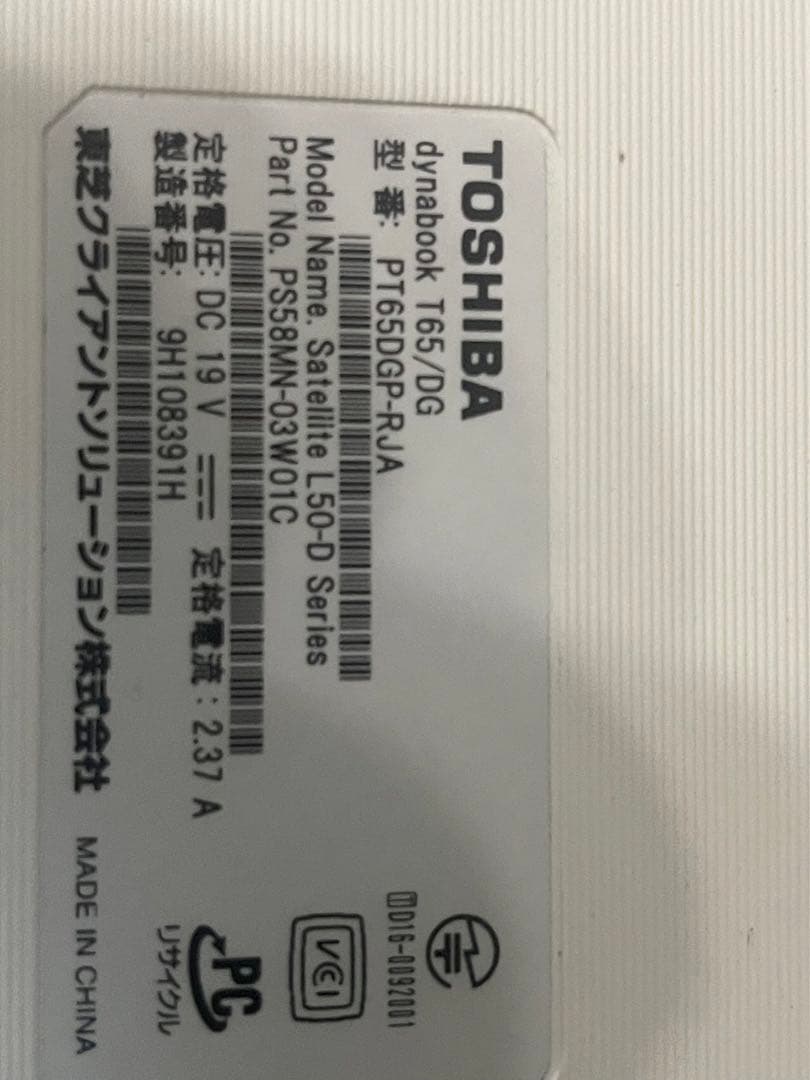 TOSHIBA
dynabook T65/DG
型 番: PT65DGP-RJA
Model Name. Satellite L50-D Series
Part No. PS58MN-03W01C
定格電圧: DC 19 V ⎓ 定格電流: 2.37 A
製造番号: 9H108391H
東芝クライアントソリューション株式会社 MADE IN CHINA
T D16-0092001
VCI
PC
リサイクル